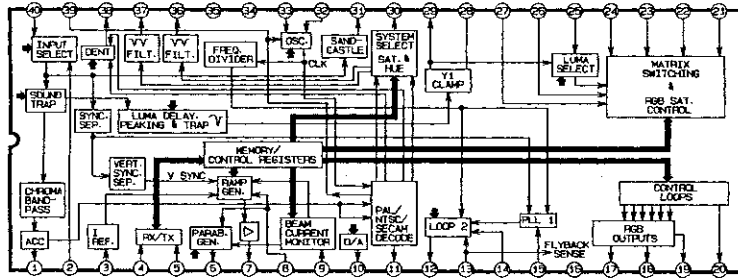 40 39 38 37 36 35 34 33 32 31 30 29 28 27 26 25 24 23 22 21
INPUT
SELECT
IDENT
VV
FILT.
VV
FILT.
FREQ.
DIVIDER
OSC.
CLK
SAND-
CASTLE
SYSTEM
SELECT
SAT. &
HUE
Y1
CLAMP
LUMA
SELECT
MATRIX
SWITCHING
&
RGB SAT.
CONTROL
SOUND
TRAP
SYNC.
SEP.
LUMA DELAY.
PEAKING & TRAP
MEMORY/
CONTROL REGISTERS
VERT.
SYNC
SEP.
V SYNC
RAMP
GEN.
CHROMA
BAND-
PASS
ACC
I
REF.
RX/TX
PARAB.
GEN.
BEAM
CURRENT
MONITOR
D/A
PAL/
NTSC/
SECAM
DECODE
LOOP 2
PLL 1
FLYBACK
SENSE
CONTROL
LOOPS
RGB
OUTPUTS
1 2 3 4 5 6 7 8 9 10 11 12 13 14 15 16 17 18 19 20